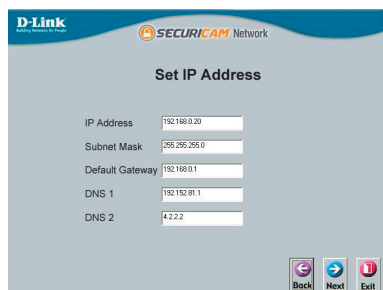 D-Link
Building Networks for People
SECURICAM Network
Set IP Address
IP Address 192.168.0.20
Subnet Mask 255.255.255.0
Default Gateway 192.168.0.1
DNS 1 192.152.81.1
DNS 2 4.2.2.2
Back Next Exit